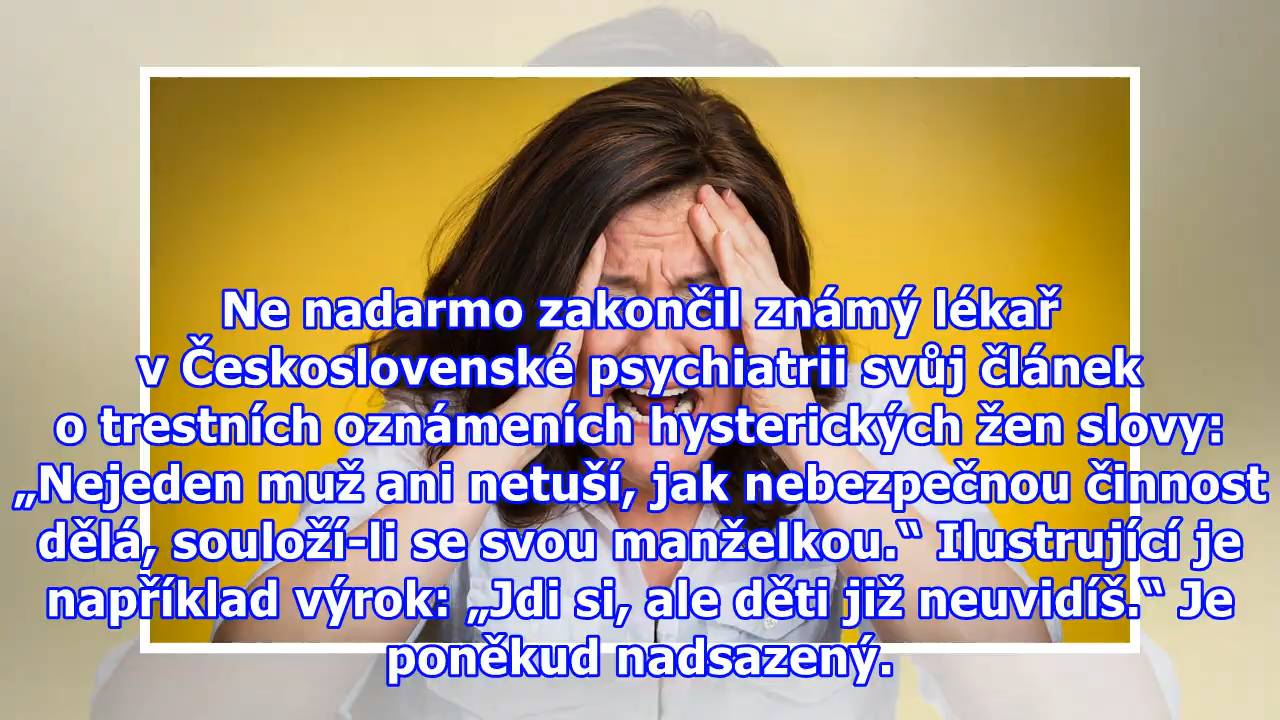 Ne nadarmo zakončil známý lékař
v Československé psychiatrii svůj článek
o trestních oznámeních hysterických žen slovy:
„Nejeden muž ani netuší, jak nebezpečnou činnost
dělá, souloží-li se svou manželkou.“ Ilustrující je
například výrok: „Jdi si, ale děti již neuvidíš.“ Je
poněkud nadsazený.